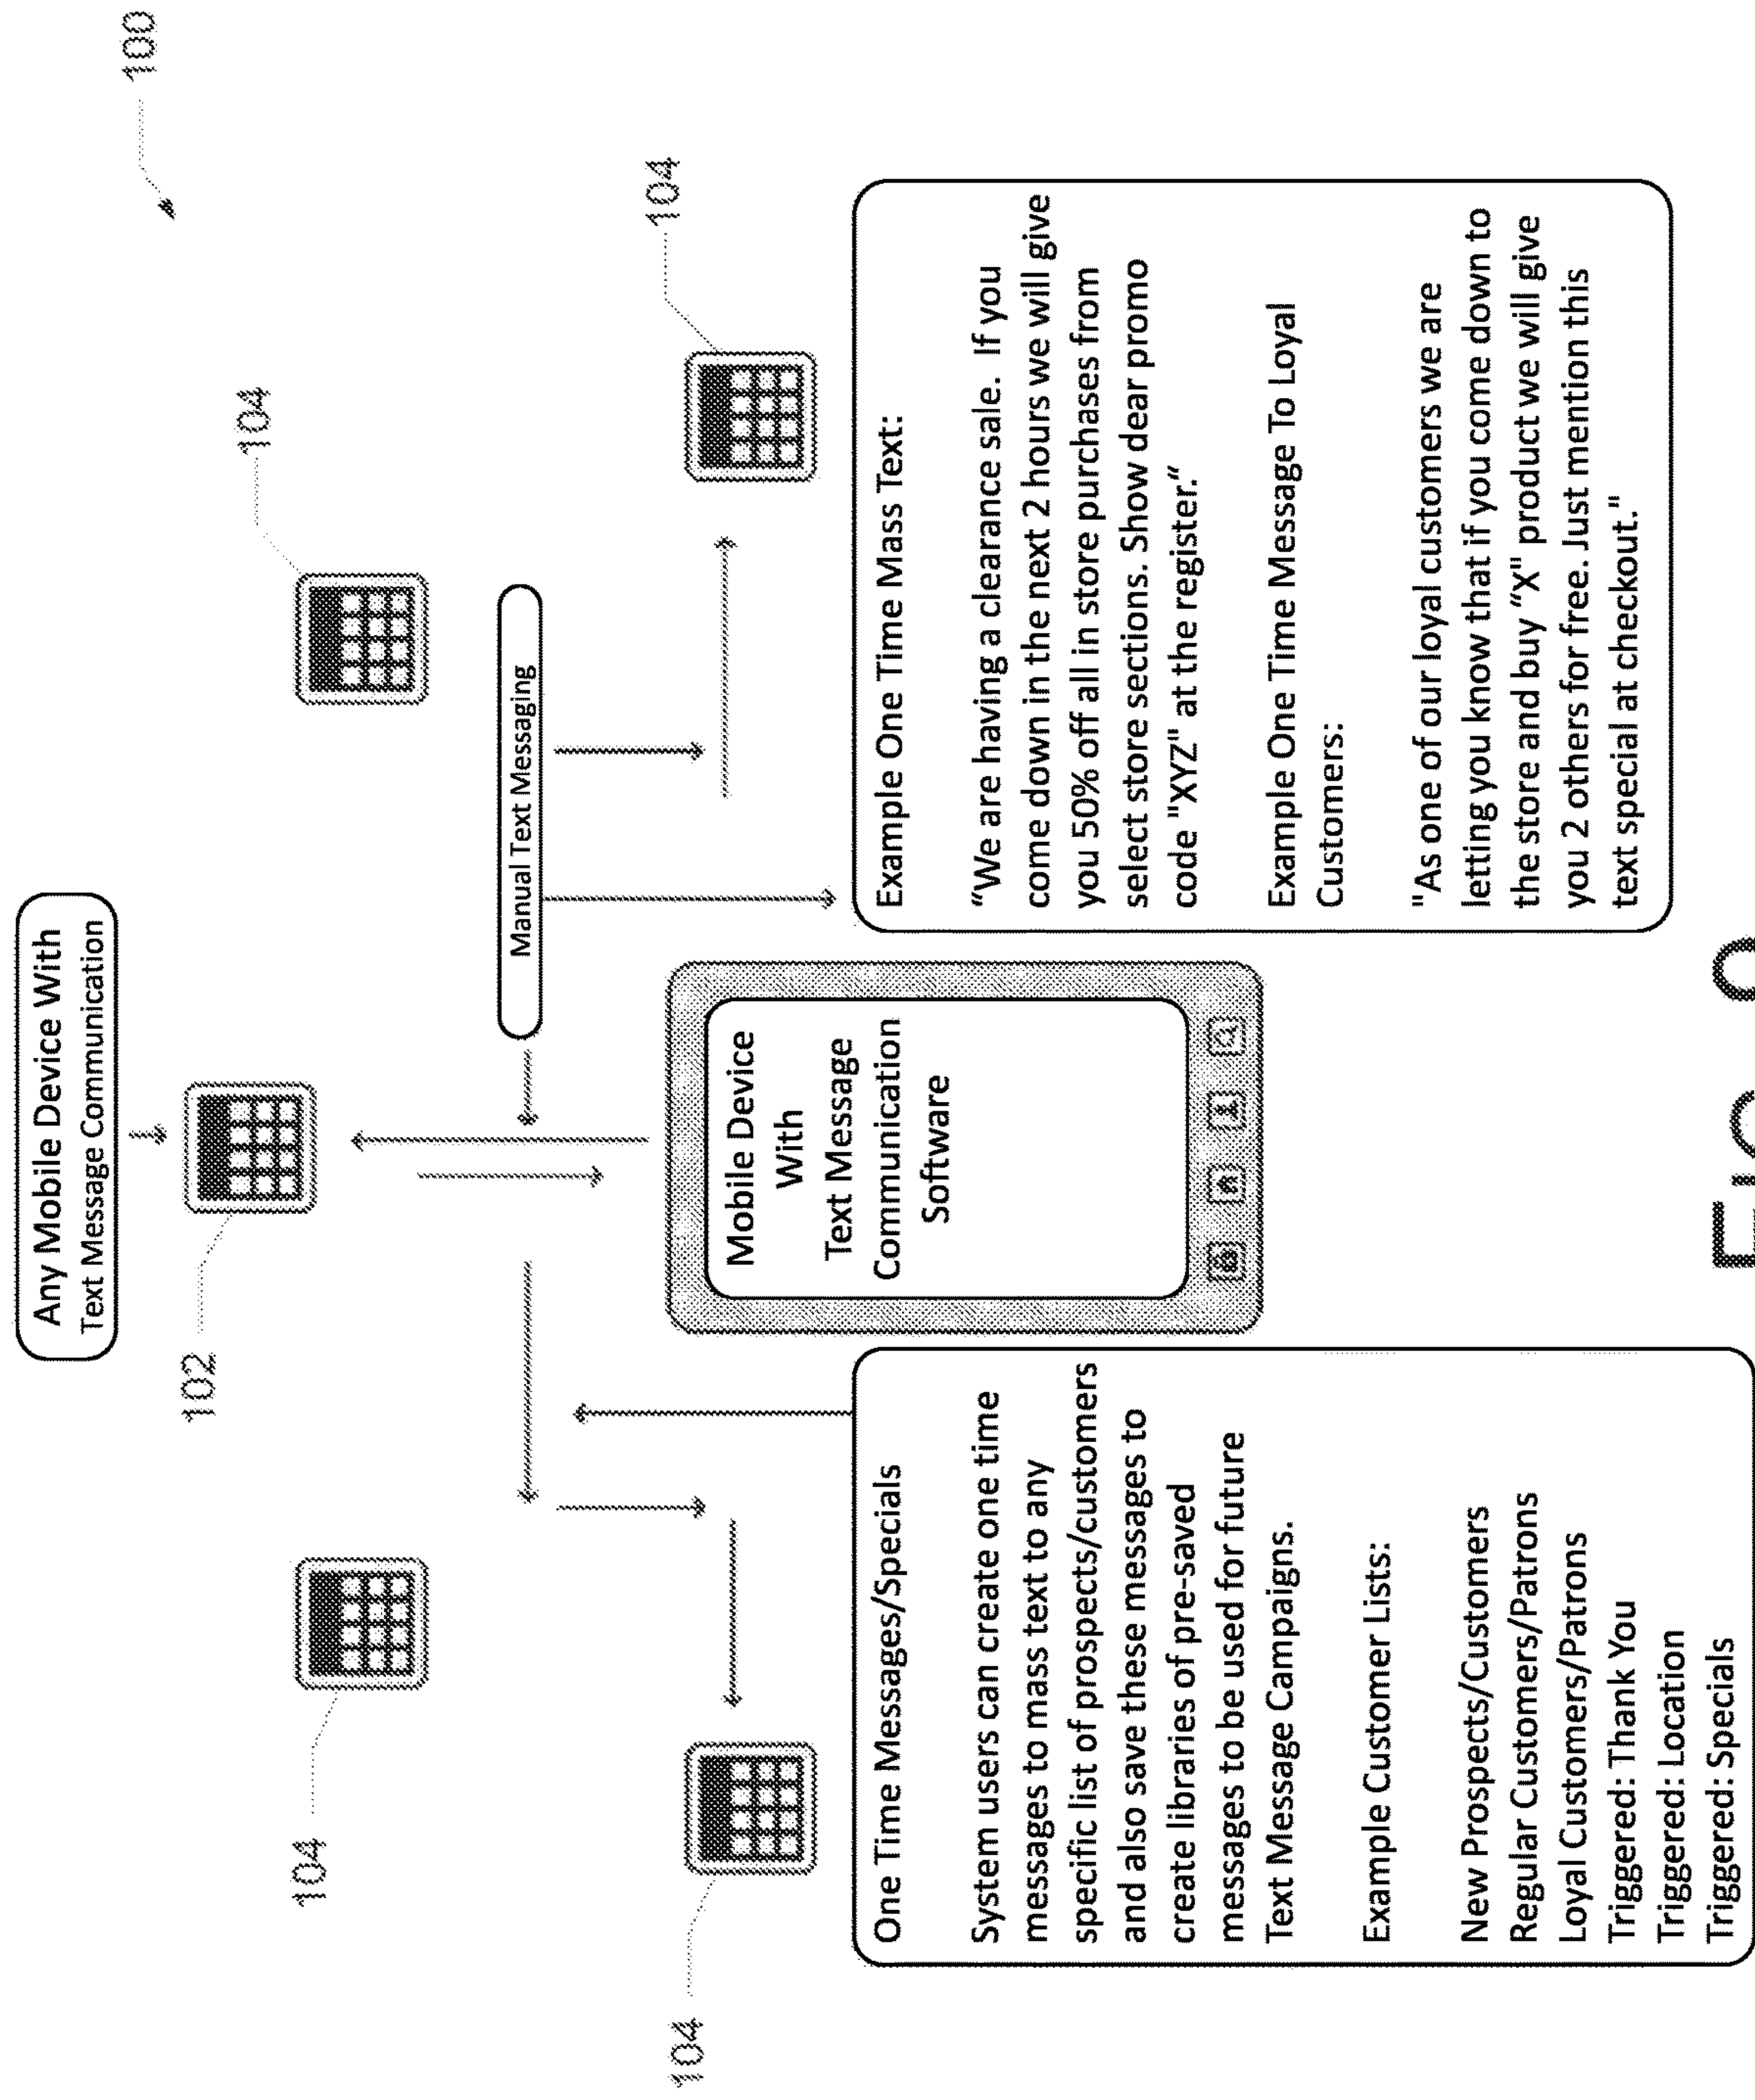 100
Any Mobile Device With
Text Message Communication
102
104
104
104
104
Manual Text Messaging
Mobile Device
With
Text Message
Communication
Software
One Time Messages/Specials
System users can create one time
messages to mass text to any
specific list of prospects/customers
and also save these messages to
create libraries of pre-saved
messages to be used for future
Text Message Campaigns.
Example Customer Lists:
New Prospects/Customers
Regular Customers/Patrons
Loyal Customers/Patrons
Triggered: Thank You
Triggered: Location
Triggered: Specials
Example One Time Mass Text:
“We are having a clearance sale. If you
come down in the next 2 hours we will give
you 50% off all in store purchases from
select store sections. Show dear promo
code "XYZ" at the register.“
Example One Time Message To Loyal
Customers:
"As one of our loyal customers we are
letting you know that if you come down to
the store and buy “X" product we will give
you 2 others for free. Just mention this
text special at checkout."